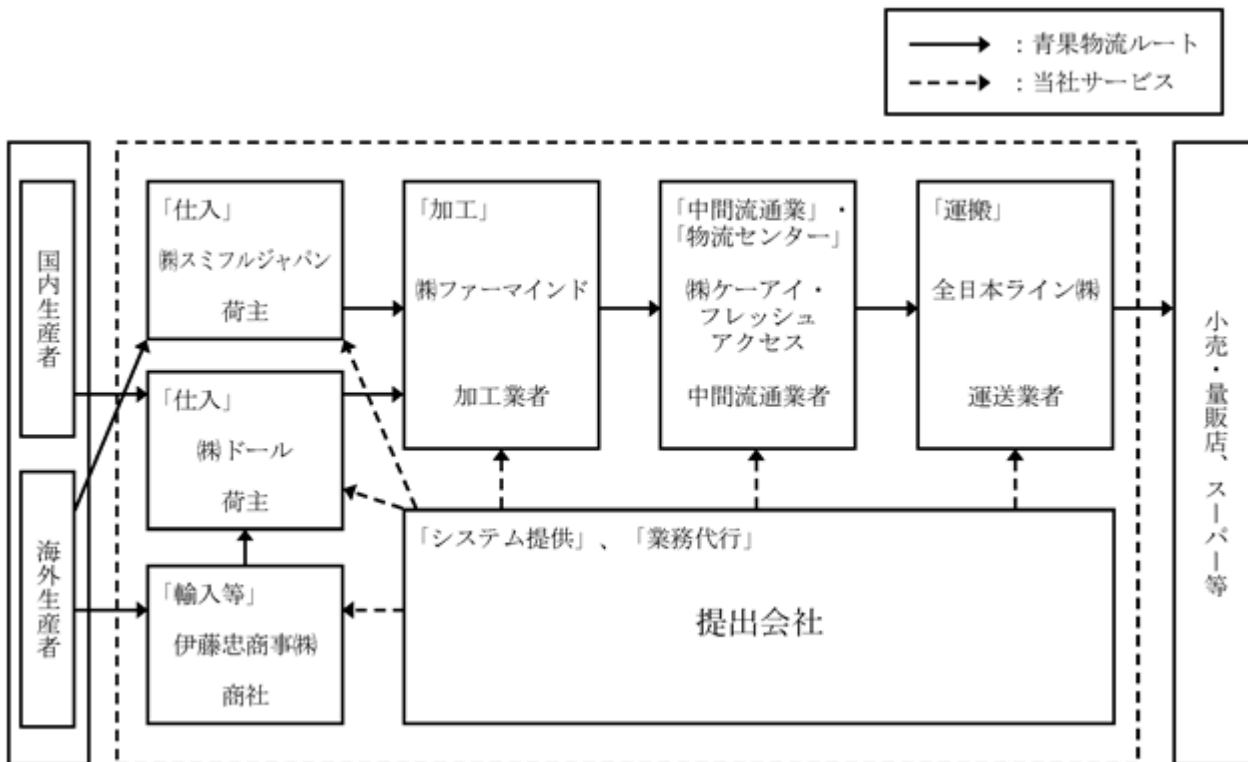 ：青果物流ルート
：当社サービス
国内生産者
海外生産者
「仕入」
㈱スミフルジャパン
荷主
「仕入」
㈱ドール
荷主
「輸入等」
伊藤忠商事㈱
商社
「加工」
㈱ファーマインド
加工業者
「中間流通業」・
「物流センター」
㈱ケーアイ・
フレッシュ
アクセス
中間流通業者
「運搬」
全日本ライン㈱
運送業者
「システム提供」、「業務代行」
提出会社
小売・量販店、スーパー等